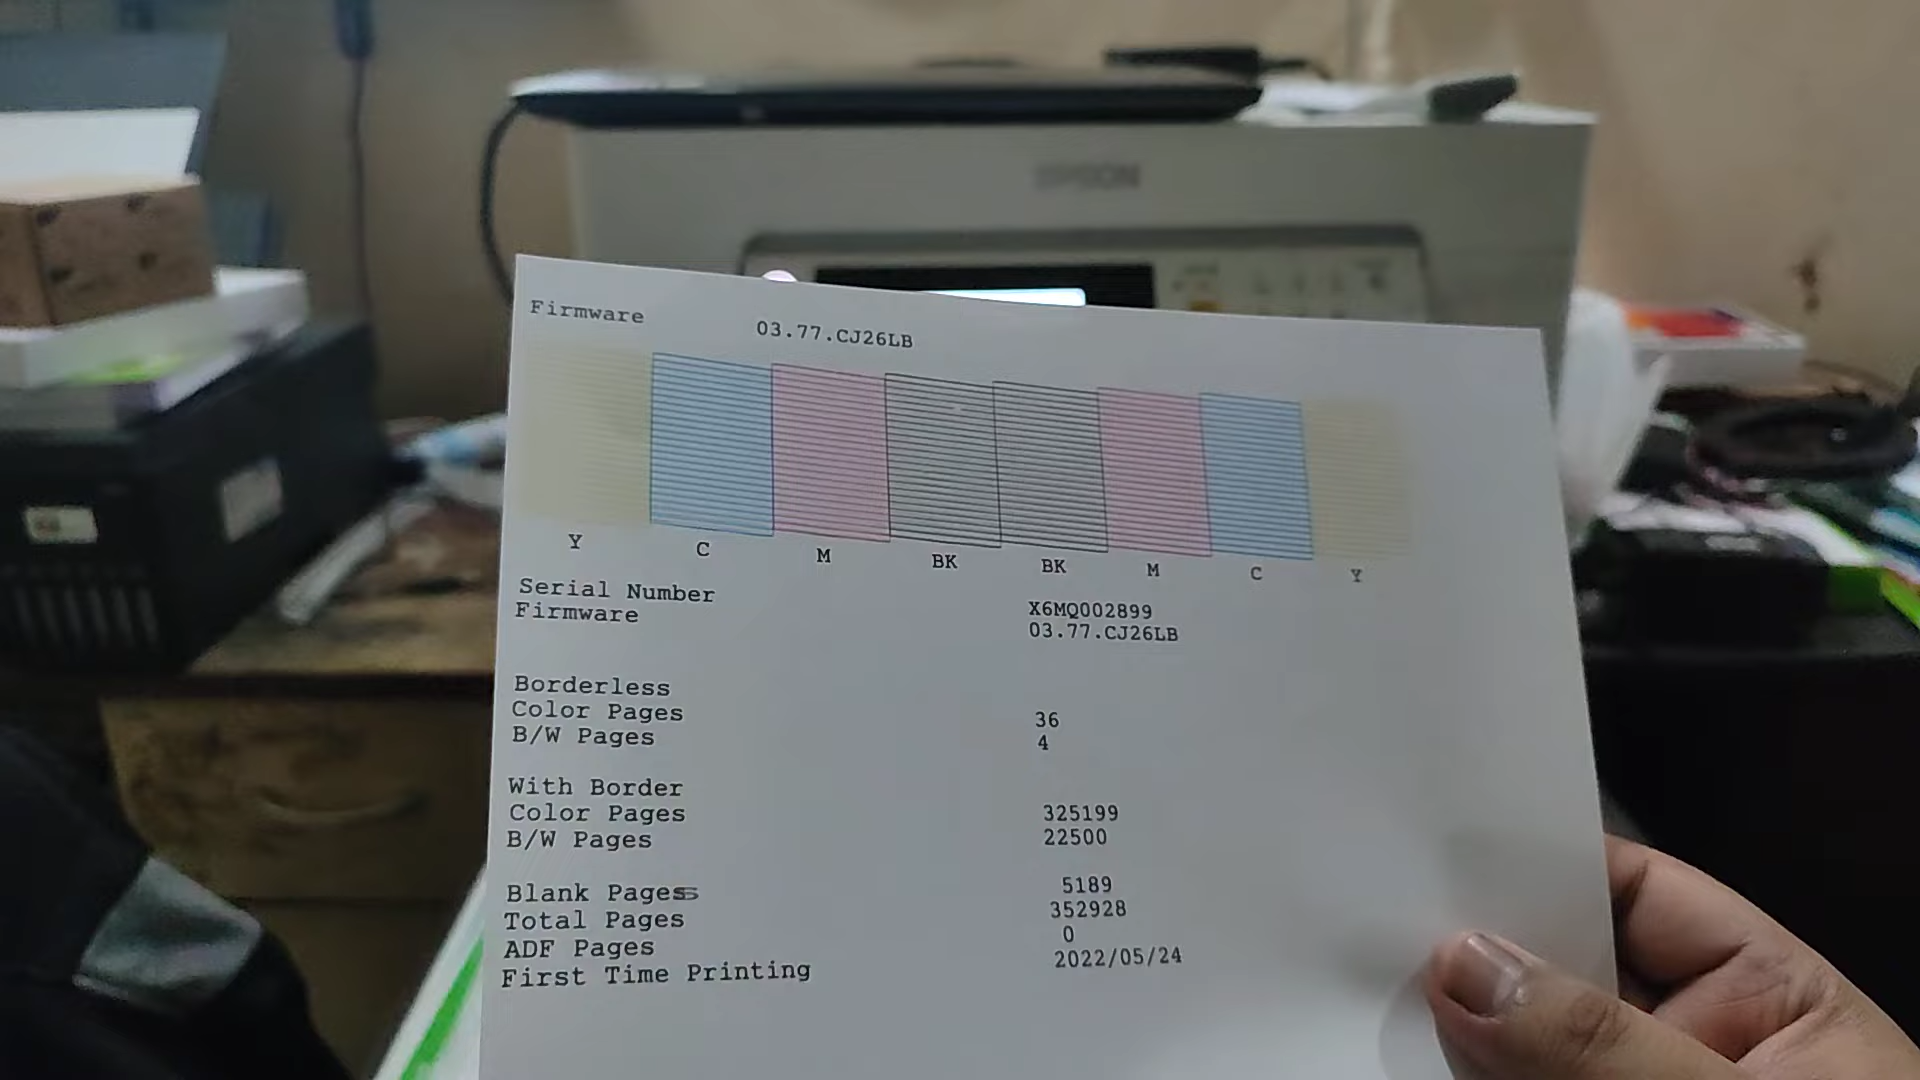 EPSON
Firmware 03.77.CJ26LB
Y C M BK BK M C Y
Serial Number X6MQ002899
Firmware 03.77.CJ26LB
Borderless
Color Pages 36
B/W Pages 4
With Border
Color Pages 325199
B/W Pages 22500
Blank Pages 5189
Total Pages 352928
ADF Pages 0
First Time Printing 2022/05/24